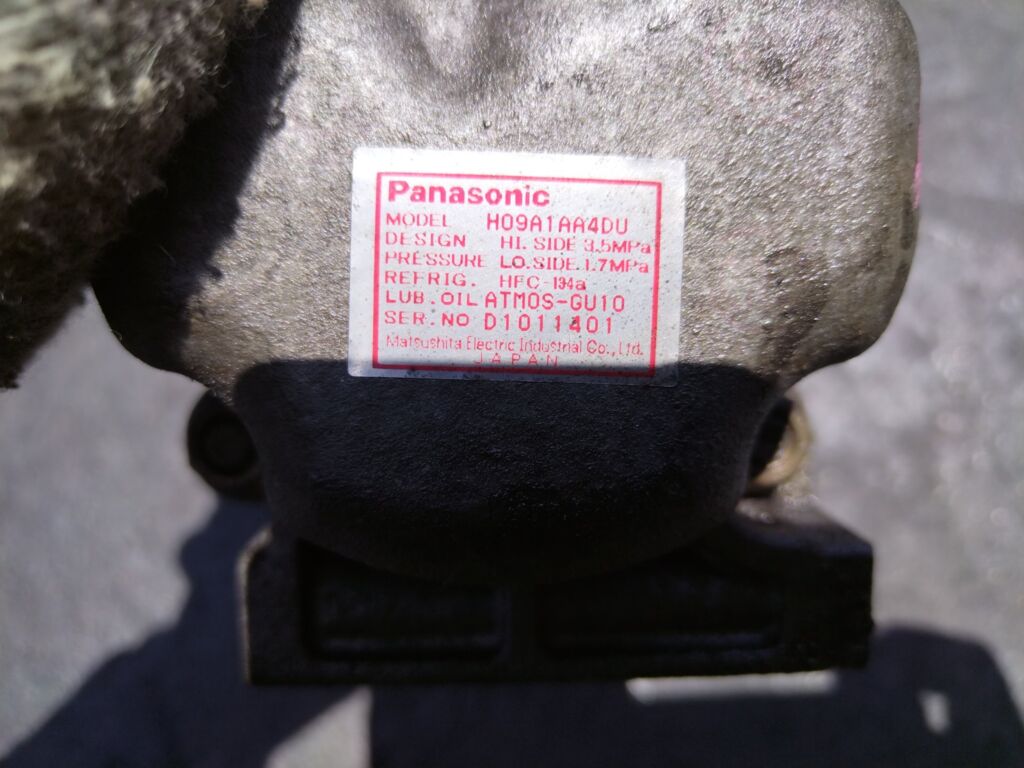 Panasonic
MODEL H09A1AA4DU
DESIGN HI. SIDE 3.5MPa
PRESSURE LO. SIDE. 1.7MPa
REFRIG. HFC-134a
LUB. OIL ATMOS-GU10
SER. NO D1011401
Matsushita Electric Industrial Co., Ltd.
JAPAN